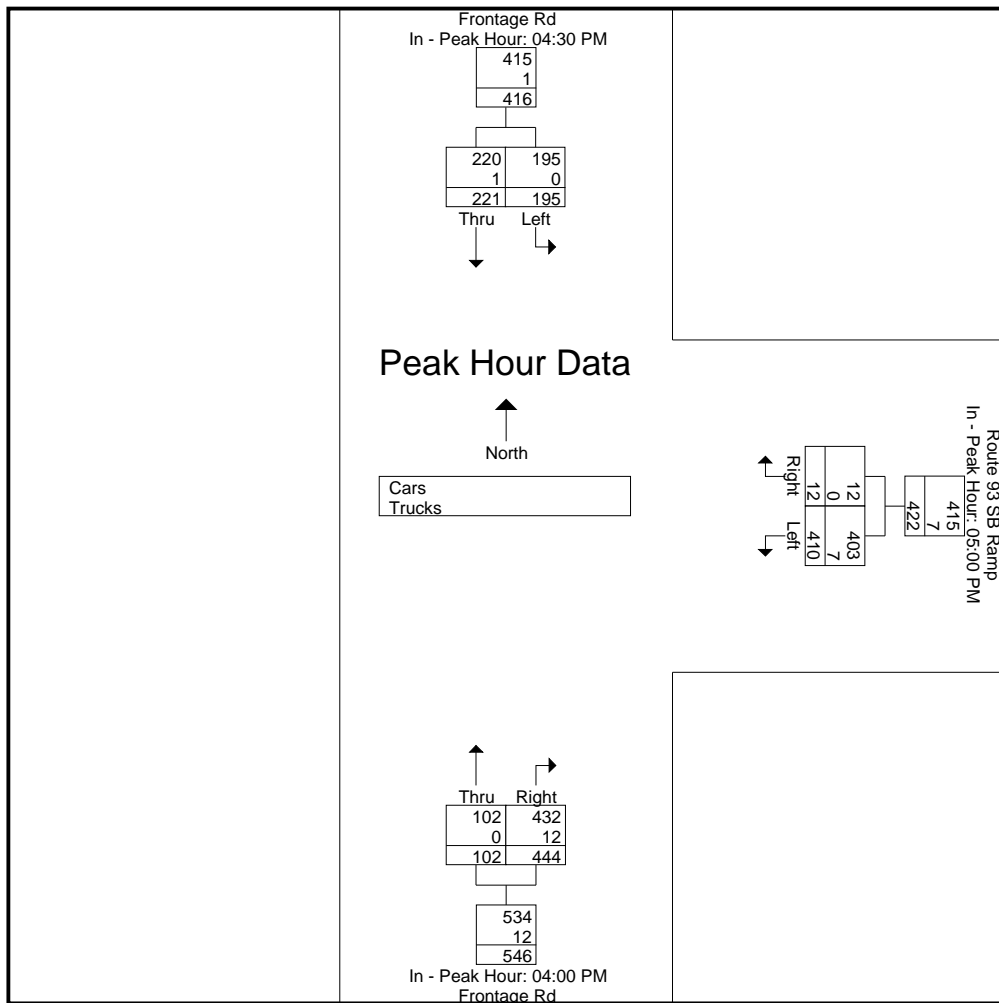 Frontage Rd
In - Peak Hour: 04:30 PM
415
1
416
220 195
1 0
221 195
Thru Left
Peak Hour Data
North
Cars
Trucks
Route 93 SB Ramp
In - Peak Hour: 05:00 PM
415
7
422
12 403
0 7
12 410
Right Left
Thru Right
102 432
0 12
102 444
534
12
546
In - Peak Hour: 04:00 PM
Frontage Rd